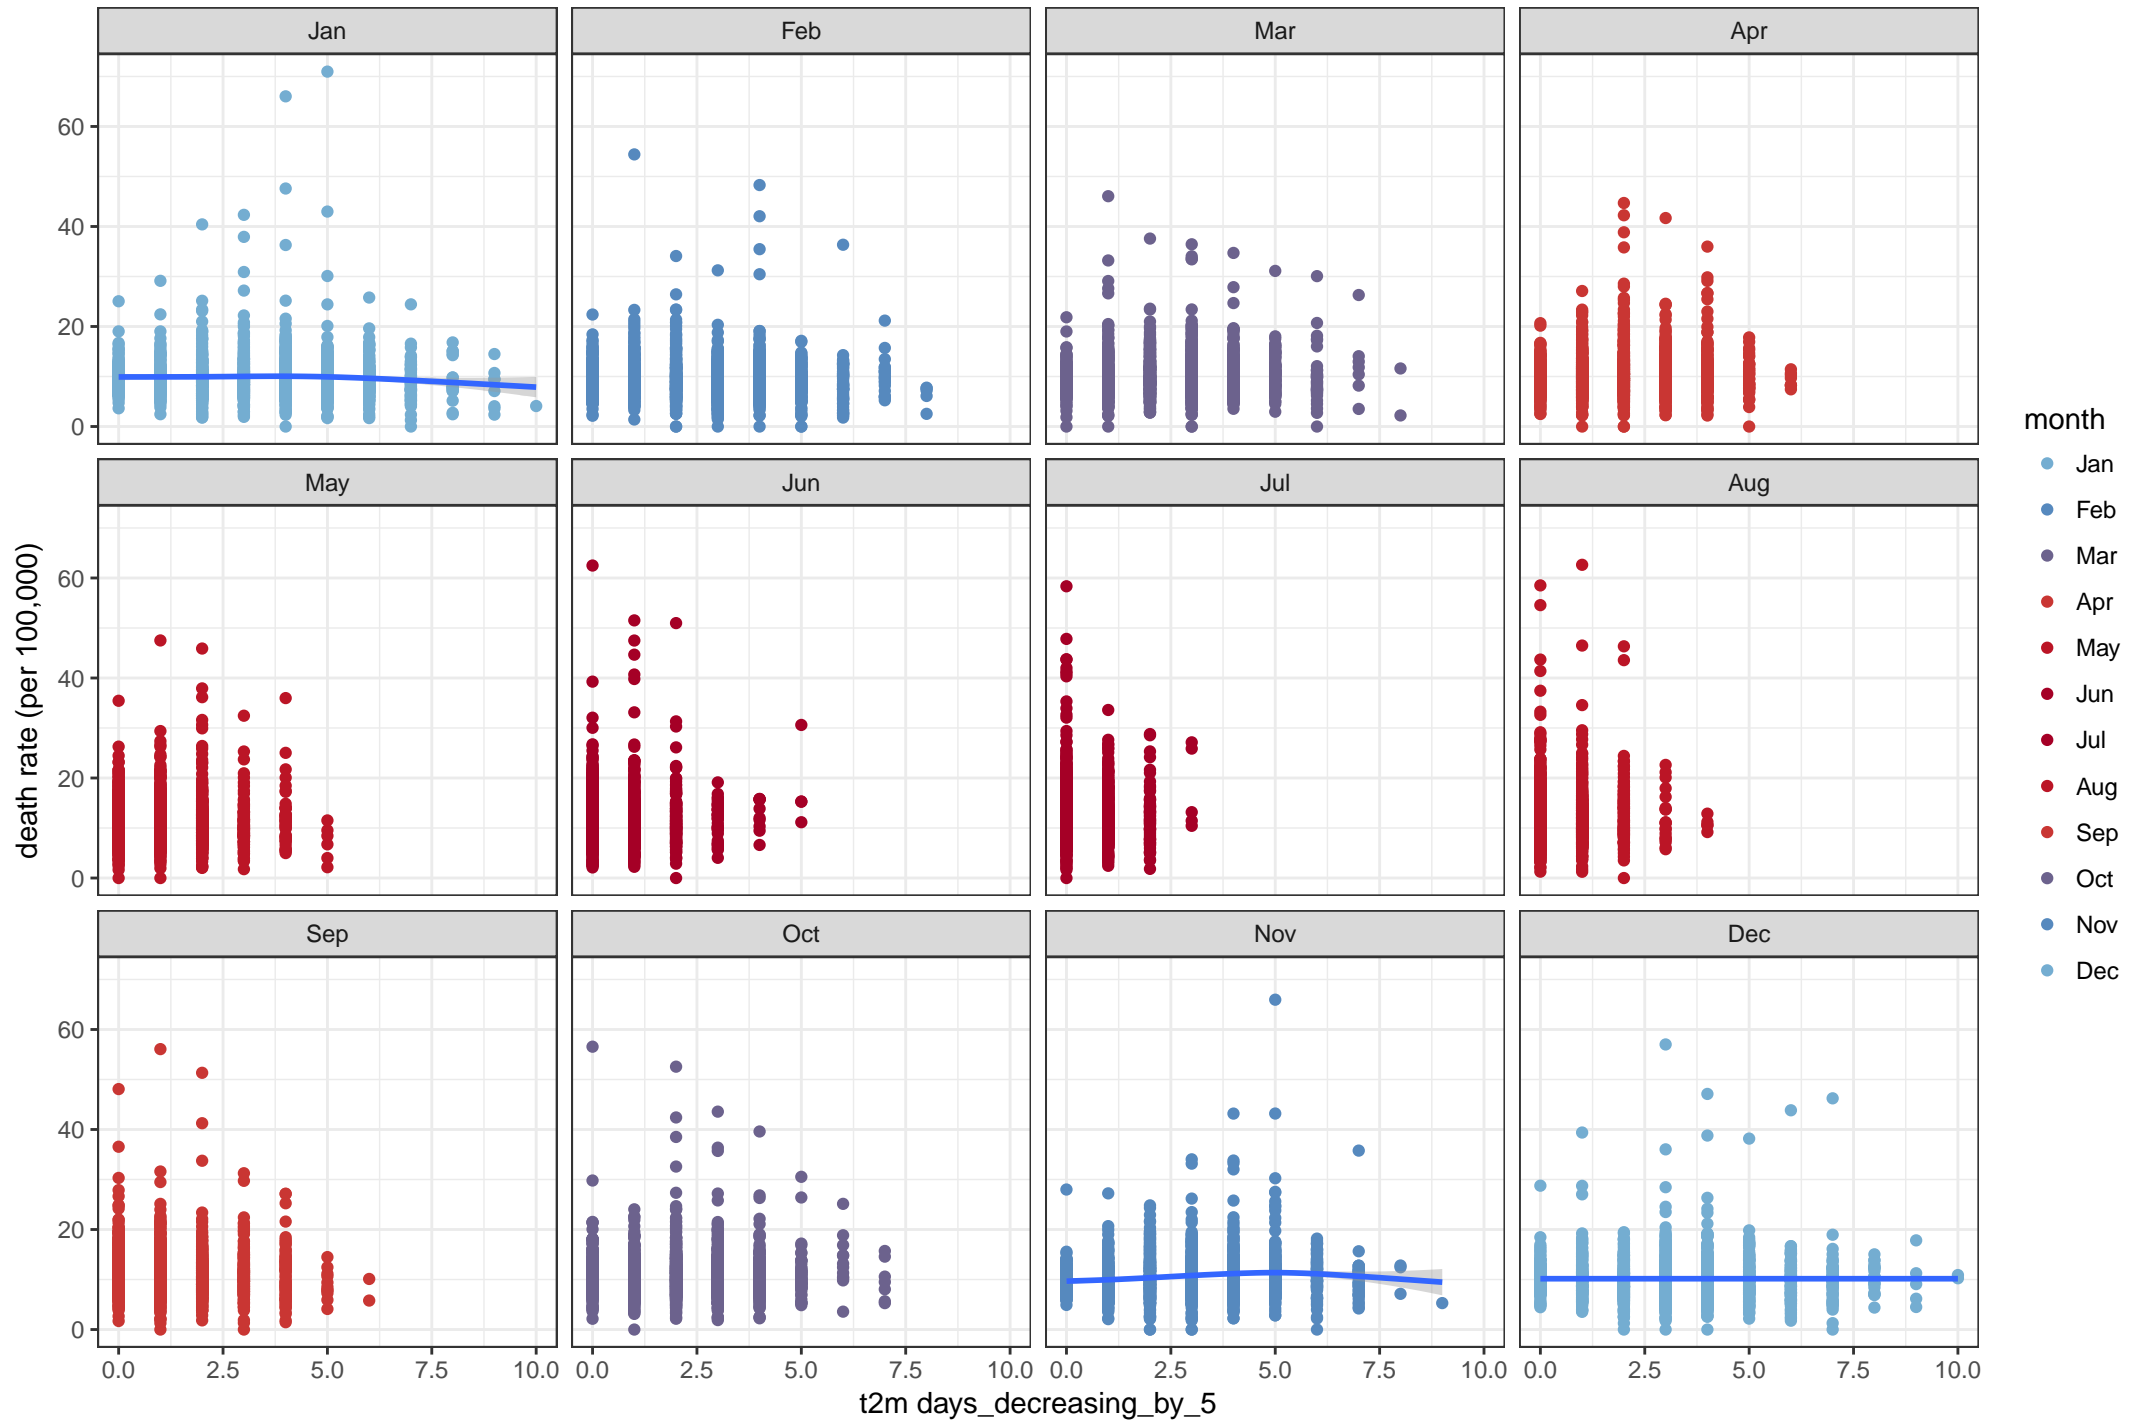 Jan Feb Mar Apr
60
40
20
0
May Jun Jul Aug
60
40
20
0
Sep Oct Nov Dec
60
40
20
0
0.0 2.5 5.0 7.5 10.0 0.0 2.5 5.0 7.5 10.0 0.0 2.5 5.0 7.5 10.0 0.0 2.5 5.0 7.5 10.0
t2m days_decreasing_by_5
death rate (per 100,000)
month
Jan
Feb
Mar
Apr
May
Jun
Jul
Aug
Sep
Oct
Nov
Dec